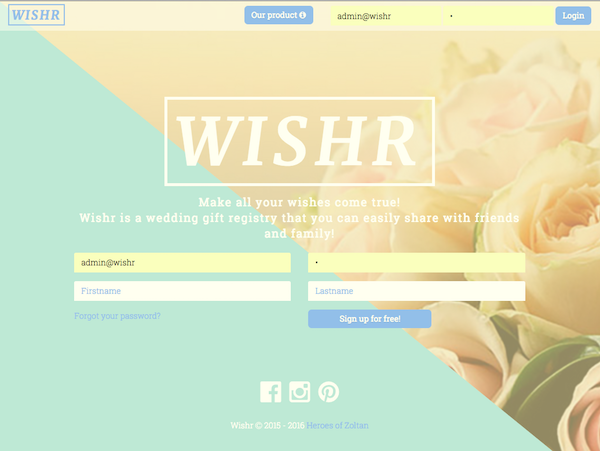 WISHR
Our product
admin@wishr
•
Login
WISHR
Make all your wishes come true!
Wishr is a wedding gift registry that you can easily share with friends
and family!
admin@wishr
•
Firstname
Lastname
Forgot your password?
Sign up for free!
Wishr © 2015 - 2016 Heroes of Zoltan